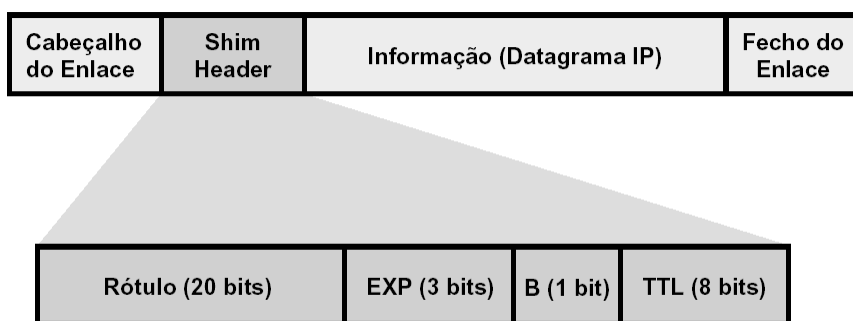 Cabeçalho
do Enlace
Shim
Header
Informação (Datagrama IP)
Fecho do
Enlace
Rótulo (20 bits)
EXP (3 bits)
B (1 bit)
TTL (8 bits)